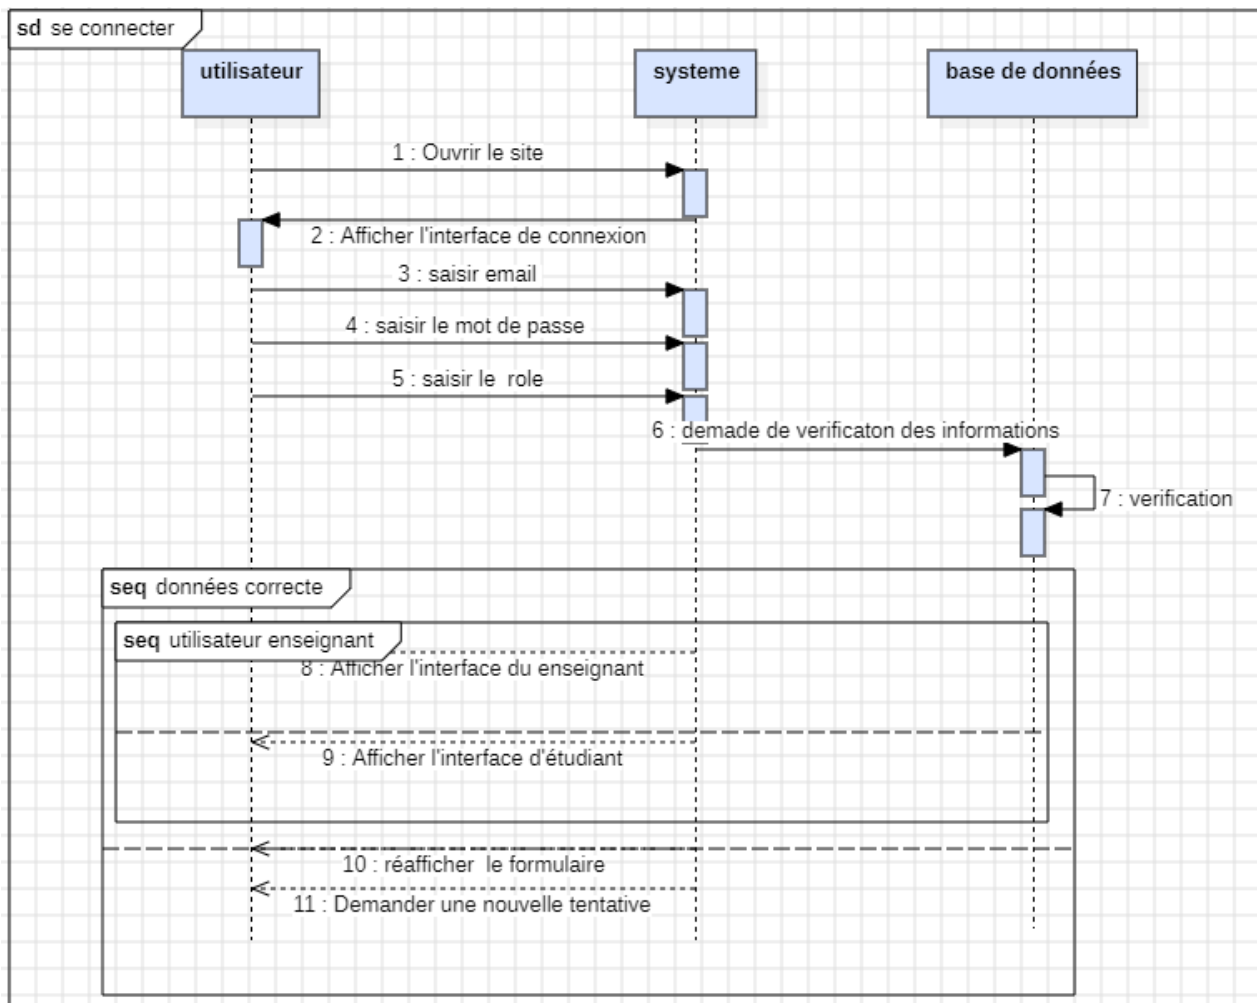 sd se connecter
utilisateur
systeme
base de données
1 : Ouvrir le site
2 : Afficher l'interface de connexion
3 : saisir email
4 : saisir le mot de passe
5 : saisir le  role
6 : demade de verificaton des informations
7 : verification
seq données correcte
seq utilisateur enseignant
8 : Afficher l'interface du enseignant
9 : Afficher l'interface d'étudiant
10 : réafficher  le formulaire
11 : Demander une nouvelle tentative